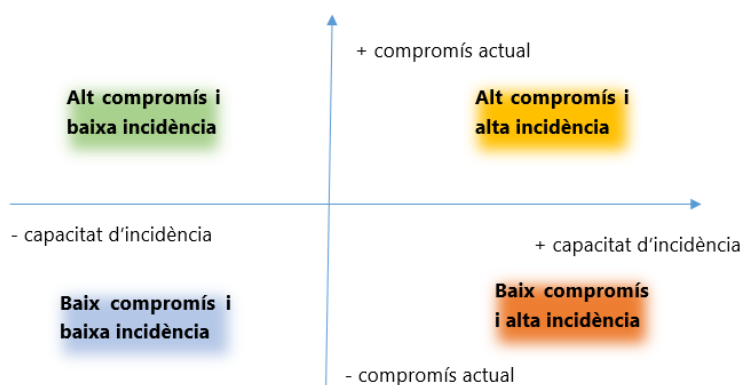 + compromís actual
Alt compromís i
baixa incidència
Alt compromís i
alta incidència
- capacitat d’incidència
+ capacitat d’incidència
Baix compromís i
baixa incidència
Baix compromís
i alta incidència
- compromís actual